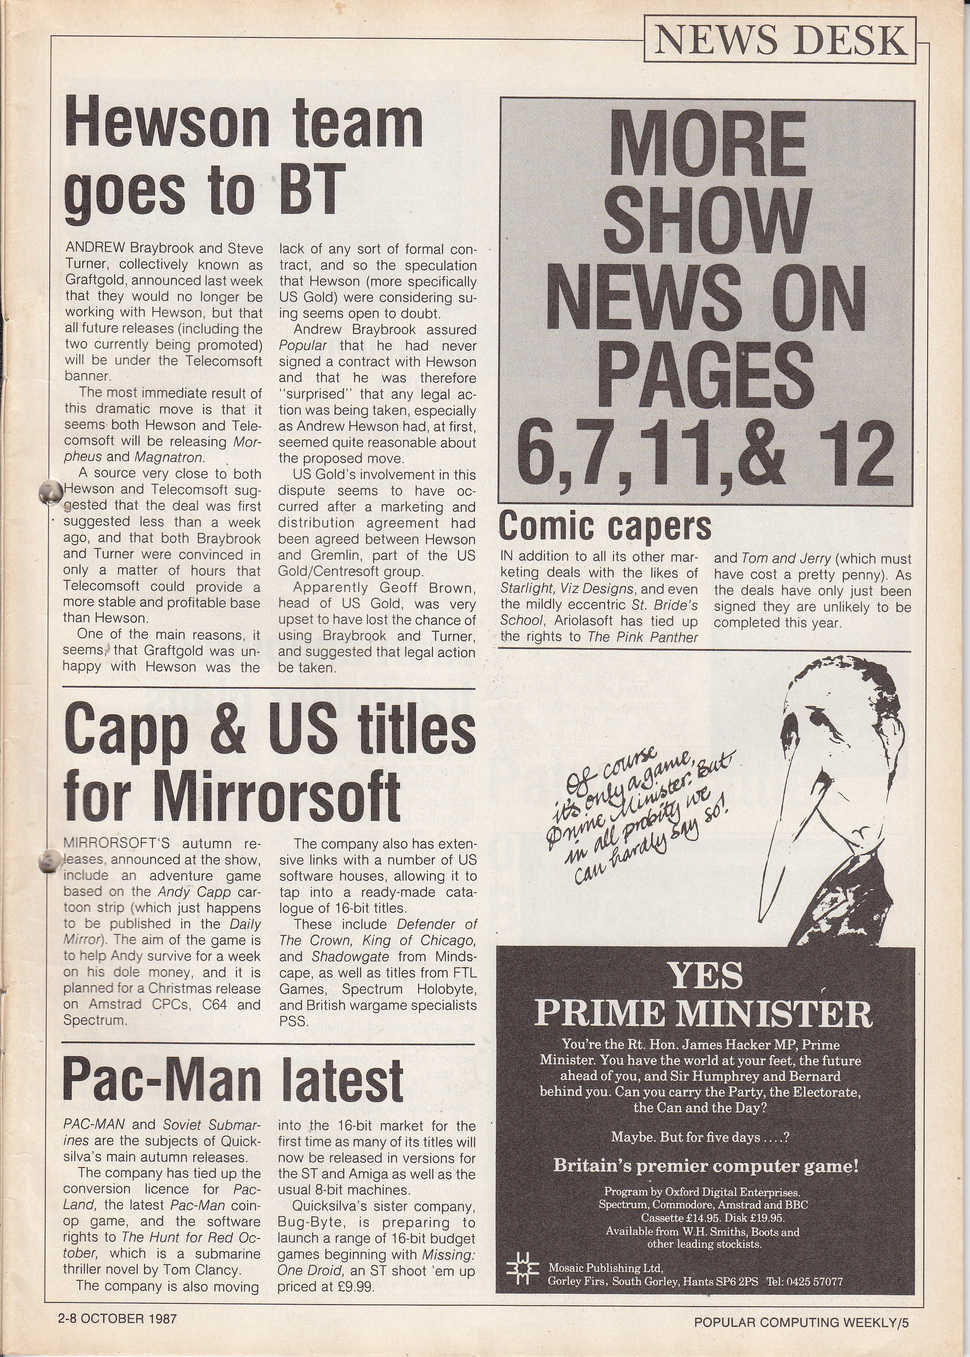 NEWS DESK
Hewson team
goes to BT
ANDREW Braybrook and Steve
Turner, collectively known as
Graftgold, announced last week
that they would no longer be
working with Hewson, but that
all future releases (including the
two currently being promoted)
will be under the Telecomsoft
banner.
The most immediate result of
this dramatic move is that it
seems both Hewson and Tele-
comsoft will be releasing Mor-
pheus and Magnatron.
A source very close to both
Hewson and Telecomsoft sug-
gested that the deal was first
suggested less than a week
ago, and that both Braybrook
and Turner were convinced in
only a matter of hours that
Telecomsoft could provide a
more stable and profitable base
than Hewson.
One of the main reasons, it
seems, that Graftgold was un-
happy with Hewson was the
lack of any sort of formal con-
tract, and so the speculation
that Hewson (more specifically
US Gold) were considering su-
ing seems open to doubt.
Andrew Braybrook assured
Popular that he had never
signed a contract with Hewson
and that he was therefore
"surprised" that any legal ac-
tion was being taken, especially
as Andrew Hewson had, at first,
seemed quite reasonable about
the proposed move.
US Gold's involvement in this
dispute seems to have oc-
curred after a marketing and
distribution agreement had
been agreed between Hewson
and Gremlin, part of the US
Gold/Centresoft group.
Apparently Geoff Brown,
head of US Gold, was very
upset to have lost the chance of
using Braybrook and Turner,
and suggested that legal action
be taken.
Capp & US titles
for Mirrorsoft
MIRRORSOFT'S autumn re-
leases, announced at the show,
include an adventure game
based on the Andy Capp car-
toon strip (which just happens
to be published in the Daily
Mirror). The aim of the game is
to help Andy survive for a week
on his dole money, and it is
planned for a Christmas release
on Amstrad CPCs, C64 and
Spectrum.
The company also has exten-
sive links with a number of US
software houses, allowing it to
tap into a ready-made cata-
logue of 16-bit titles.
These include Defender of
The Crown, King of Chicago,
and Shadowgate from Minds-
cape, as well as titles from FTL
Games, Spectrum Holobyte,
and British wargame specialists
PSS.
Pac-Man latest
PAC-MAN and Soviet Submar-
ines are the subjects of Quick-
silva's main autumn releases.
The company has tied up the
conversion licence for Pac-
Land, the latest Pac-Man coin-
op game, and the software
rights to The Hunt for Red Oc-
tober, which is a submarine
thriller novel by Tom Clancy.
The company is also moving
into the 16-bit market for the
first time as many of its titles will
now be released in versions for
the ST and Amiga as well as the
usual 8-bit machines.
Quicksilva's sister company,
Bug-Byte, is preparing to
launch a range of 16-bit budget
games beginning with Missing:
One Droid, an ST shoot 'em up
priced at £9.99.
MORE
SHOW
NEWS ON
PAGES
6,7,11,& 12
Comic capers
IN addition to all its other mar-
keting deals with the likes of
Starlight, Viz Designs, and even
the mildly eccentric St. Bride's
School, Ariolasoft has tied up
the rights to The Pink Panther
and Tom and Jerry (which must
have cost a pretty penny). As
the deals have only just been
signed they are unlikely to be
completed this year.
Of course
it's only a game,
Prime Minister. But
in all probity we
can hardly say so!
YES
PRIME MINISTER
You're the Rt. Hon. James Hacker MP, Prime
Minister. You have the world at your feet, the future
ahead of you, and Sir Humphrey and Bernard
behind you. Can you carry the Party, the Electorate,
the Can and the Day?
Maybe. But for five days ....?
Britain's premier computer game!
Program by Oxford Digital Enterprises.
Spectrum, Commodore, Amstrad and BBC
Cassette £14.95. Disk £19.95.
Available from W.H. Smiths, Boots and
other leading stockists.
Mosaic Publishing Ltd,
Gorley Firs, South Gorley, Hants SP6 2PS Tel: 0425 57077
2-8 OCTOBER 1987
POPULAR COMPUTING WEEKLY/5